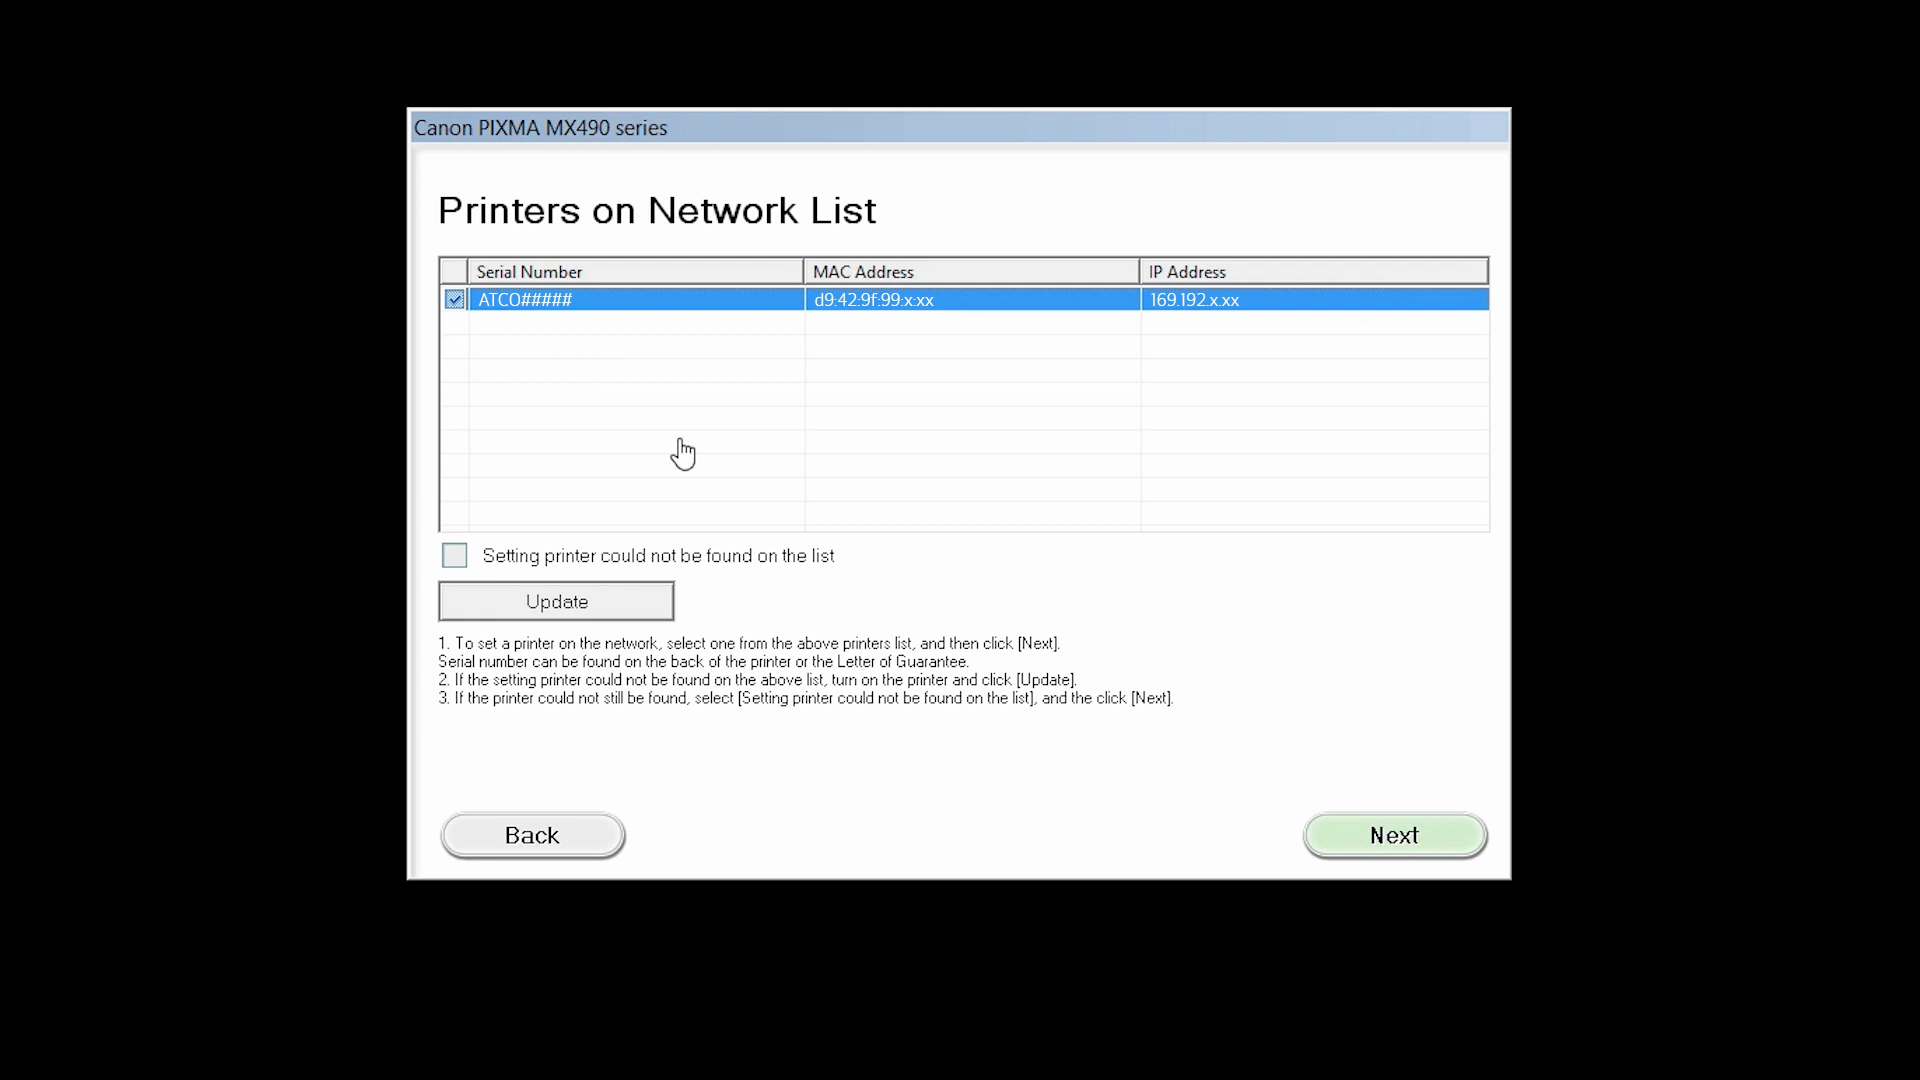 Canon PIXMA MX490 series
Printers on Network List
Serial Number MAC Address IP Address
ATCO##### d9:42:9f:99:x:xx 169.192.x.xx
Setting printer could not be found on the list
Update
1. To set a printer on the network, select one from the above printers list, and then click [Next].
Serial number can be found on the back of the printer or the Letter of Guarantee.
2. If the setting printer could not be found on the above list, turn on the printer and click [Update].
3. If the printer could not still be found, select [Setting printer could not be found on the list], and the click [Next].
Back Next